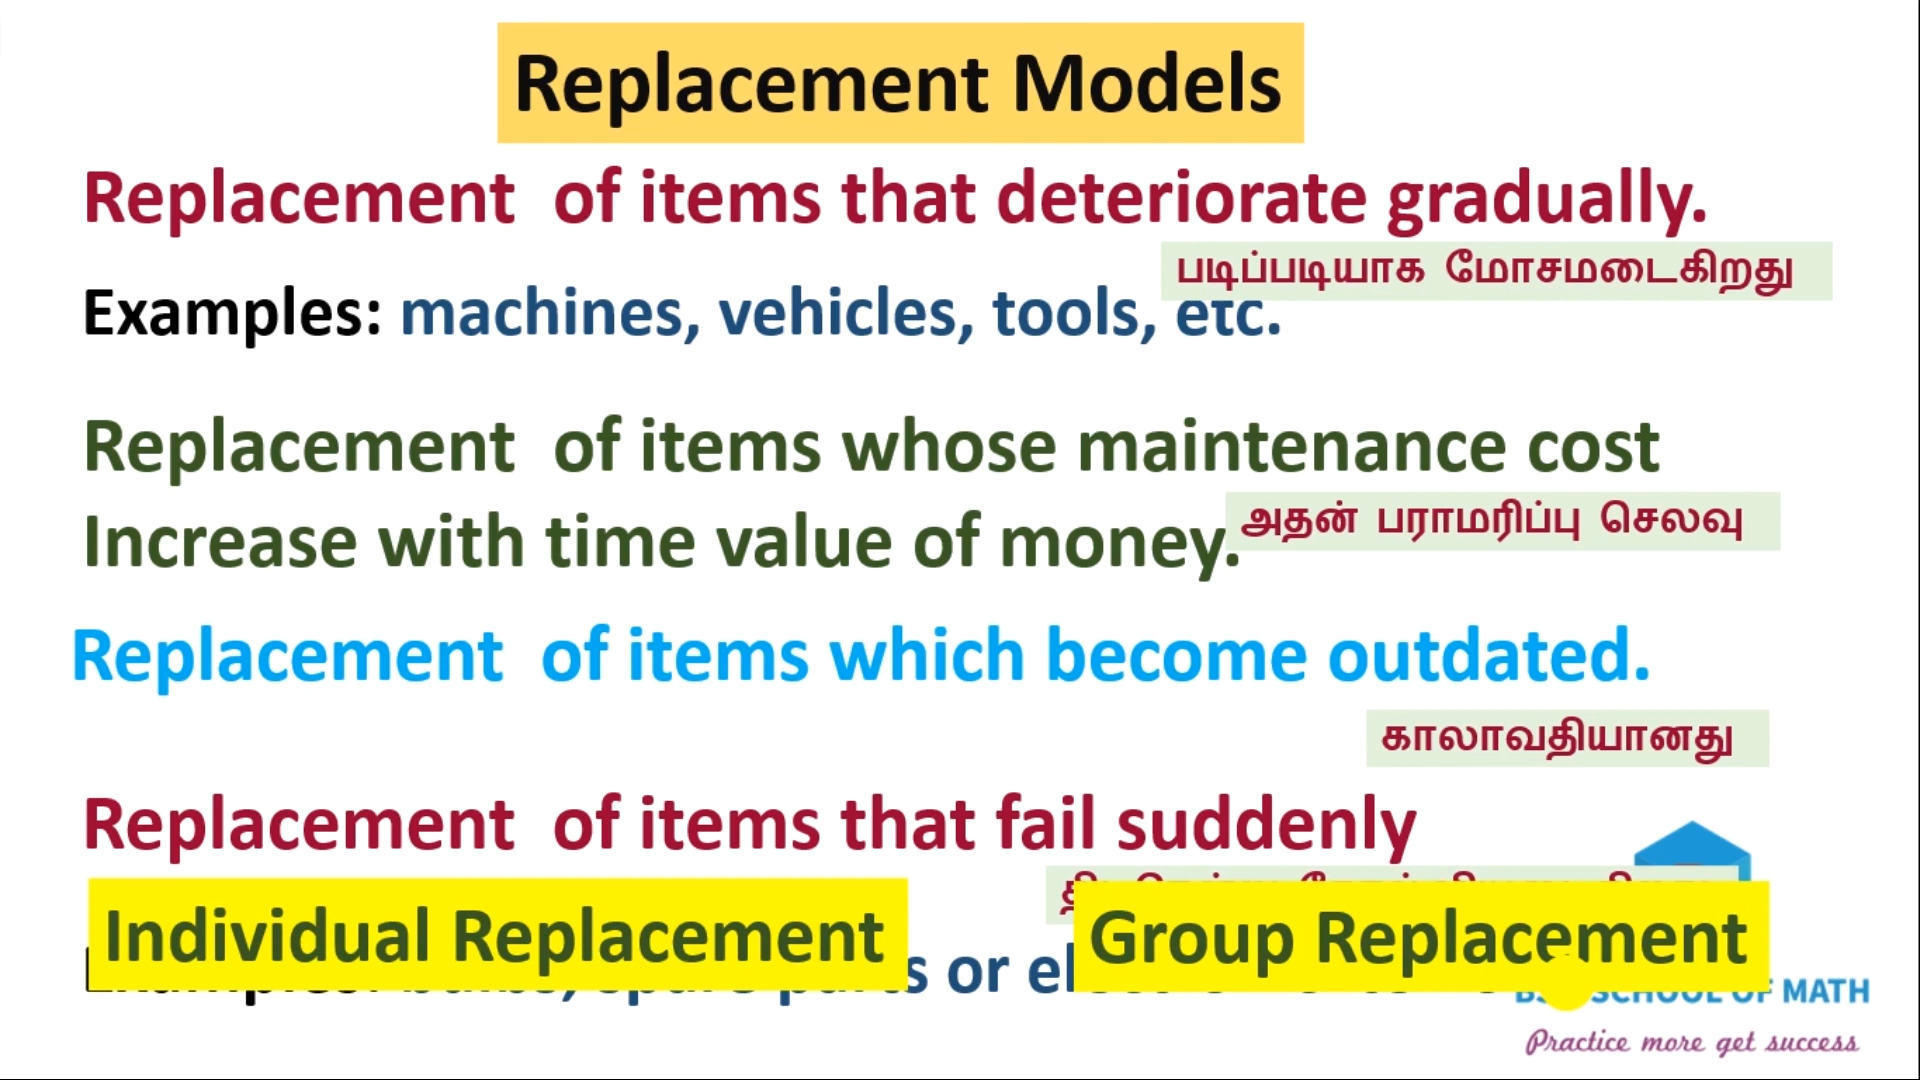 Replacement Models
Replacement of items that deteriorate gradually.
படிப்படியாக மோசமடைகிறது
Examples: machines, vehicles, tools, etc.
Replacement of items whose maintenance cost
Increase with time value of money.
அதன் பராமரிப்பு செலவு
Replacement of items which become outdated.
காலாவதியானது
Replacement of items that fail suddenly
Individual Replacement
Group Replacement
or
SCHOOL OF MATH
Practice more get success